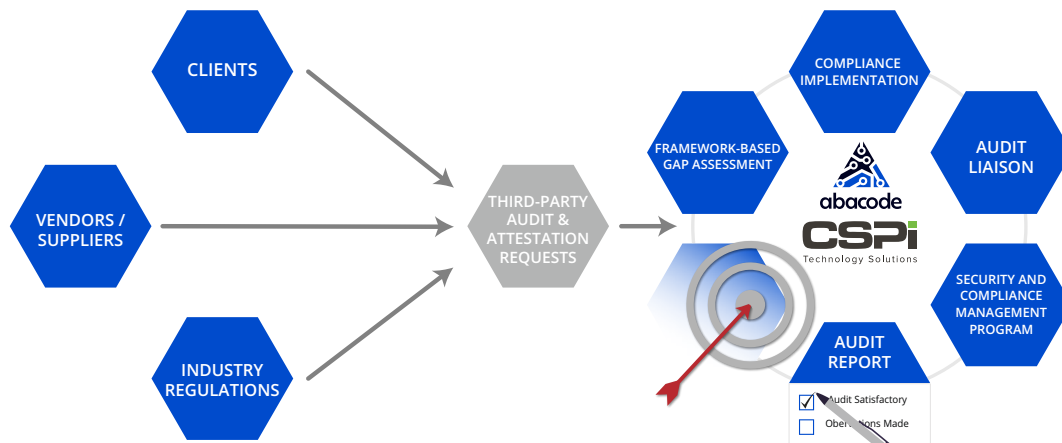 CLIENTS
VENDORS /
SUPPLIERS
INDUSTRY
REGULATIONS
THIRD-PARTY
AUDIT &
ATTESTATION
REQUESTS
FRAMEWORK-BASED
GAP ASSESSMENT
COMPLIANCE
IMPLEMENTATION
AUDIT
LIAISON
abacode
CSPi
Technology Solutions
SECURITY AND
COMPLIANCE
MANAGEMENT
PROGRAM
AUDIT
REPORT
Audit Satisfactory
Made